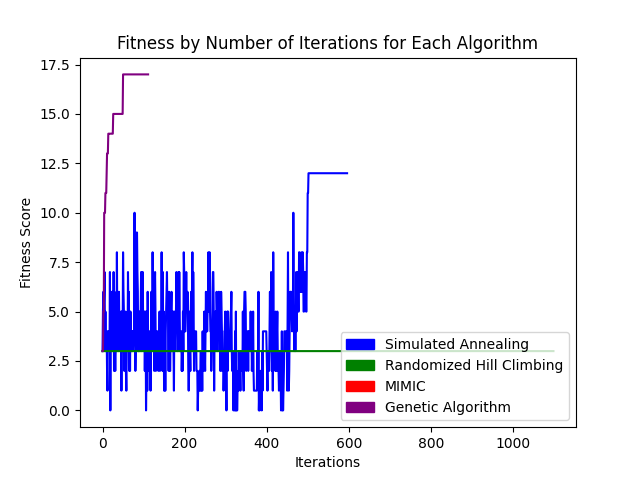 Fitness by Number of Iterations for Each Algorithm
Fitness Score
17.5
15.0
12.5
10.0
7.5
5.0
2.5
0.0
0 200 400 600 800 1000
Iterations
Simulated Annealing
Randomized Hill Climbing
MIMIC
Genetic Algorithm